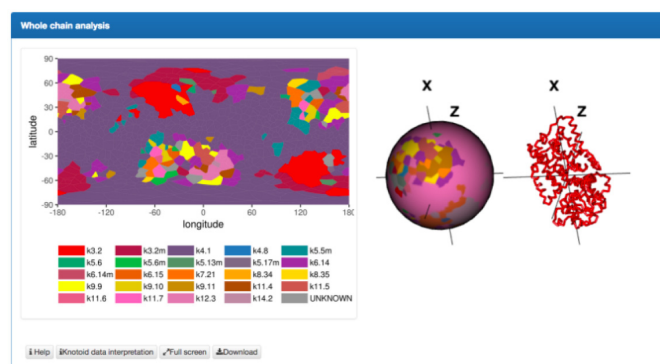 Whole chain analysis
90
60
30
0
-30
-60
-90
latitude
-180 -120 -60 0 60 120 180
longitude
k3.2 k3.2m k4.1 k4.8 k5.5m
k5.6 k5.6m k5.13m k5.17m k6.14
k6.14m k6.15 k7.21 k8.34 k8.35
k9.9 k9.10 k9.11 k11.4 k11.5
k11.6 k11.7 k12.3 k14.2 UNKNOWN
X
Z
X
Z
Help Knotoid data interpretation Full screen Download